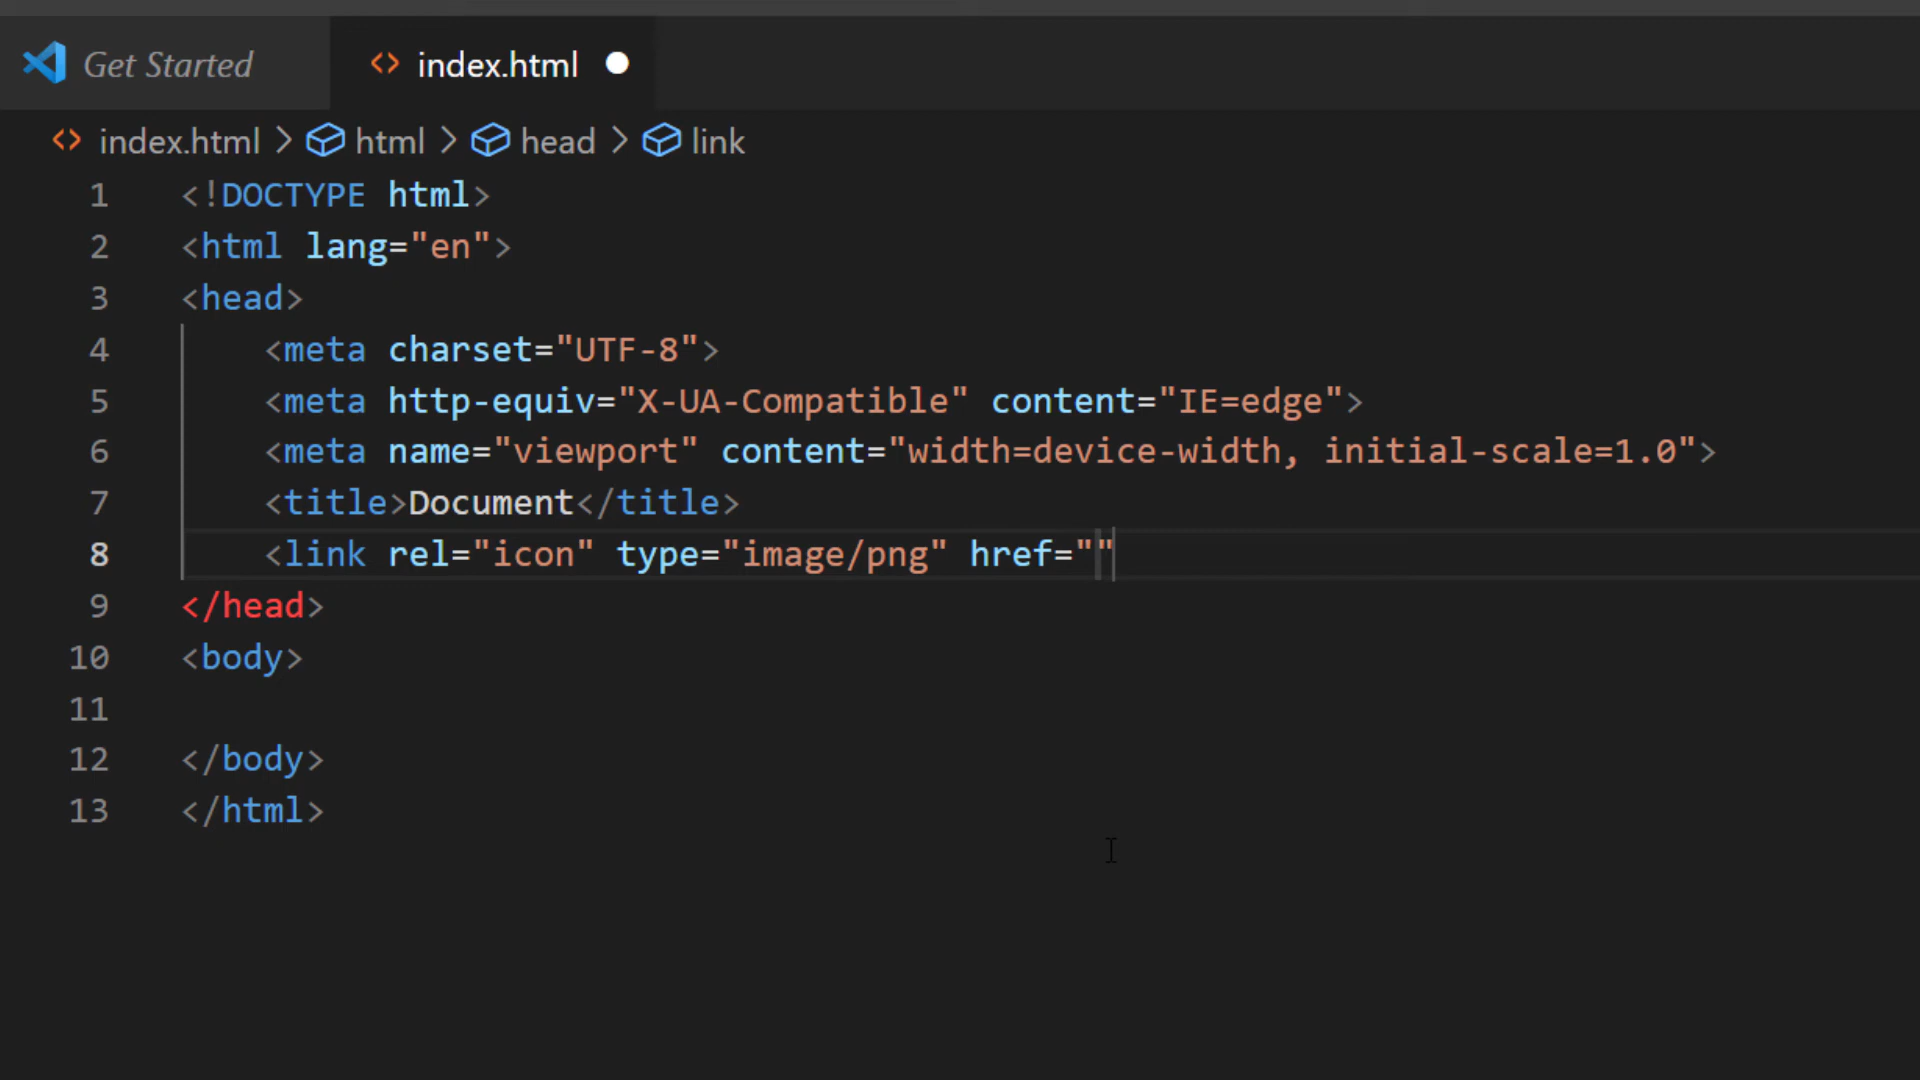 Get Started
index.html
index.html > html > head > link
1 <!DOCTYPE html>
2 <html lang="en">
3 <head>
4     <meta charset="UTF-8">
5     <meta http-equiv="X-UA-Compatible" content="IE=edge">
6     <meta name="viewport" content="width=device-width, initial-scale=1.0">
7     <title>Document</title>
8     <link rel="icon" type="image/png" href=""
9 </head>
10 <body>
11
12 </body>
13 </html>